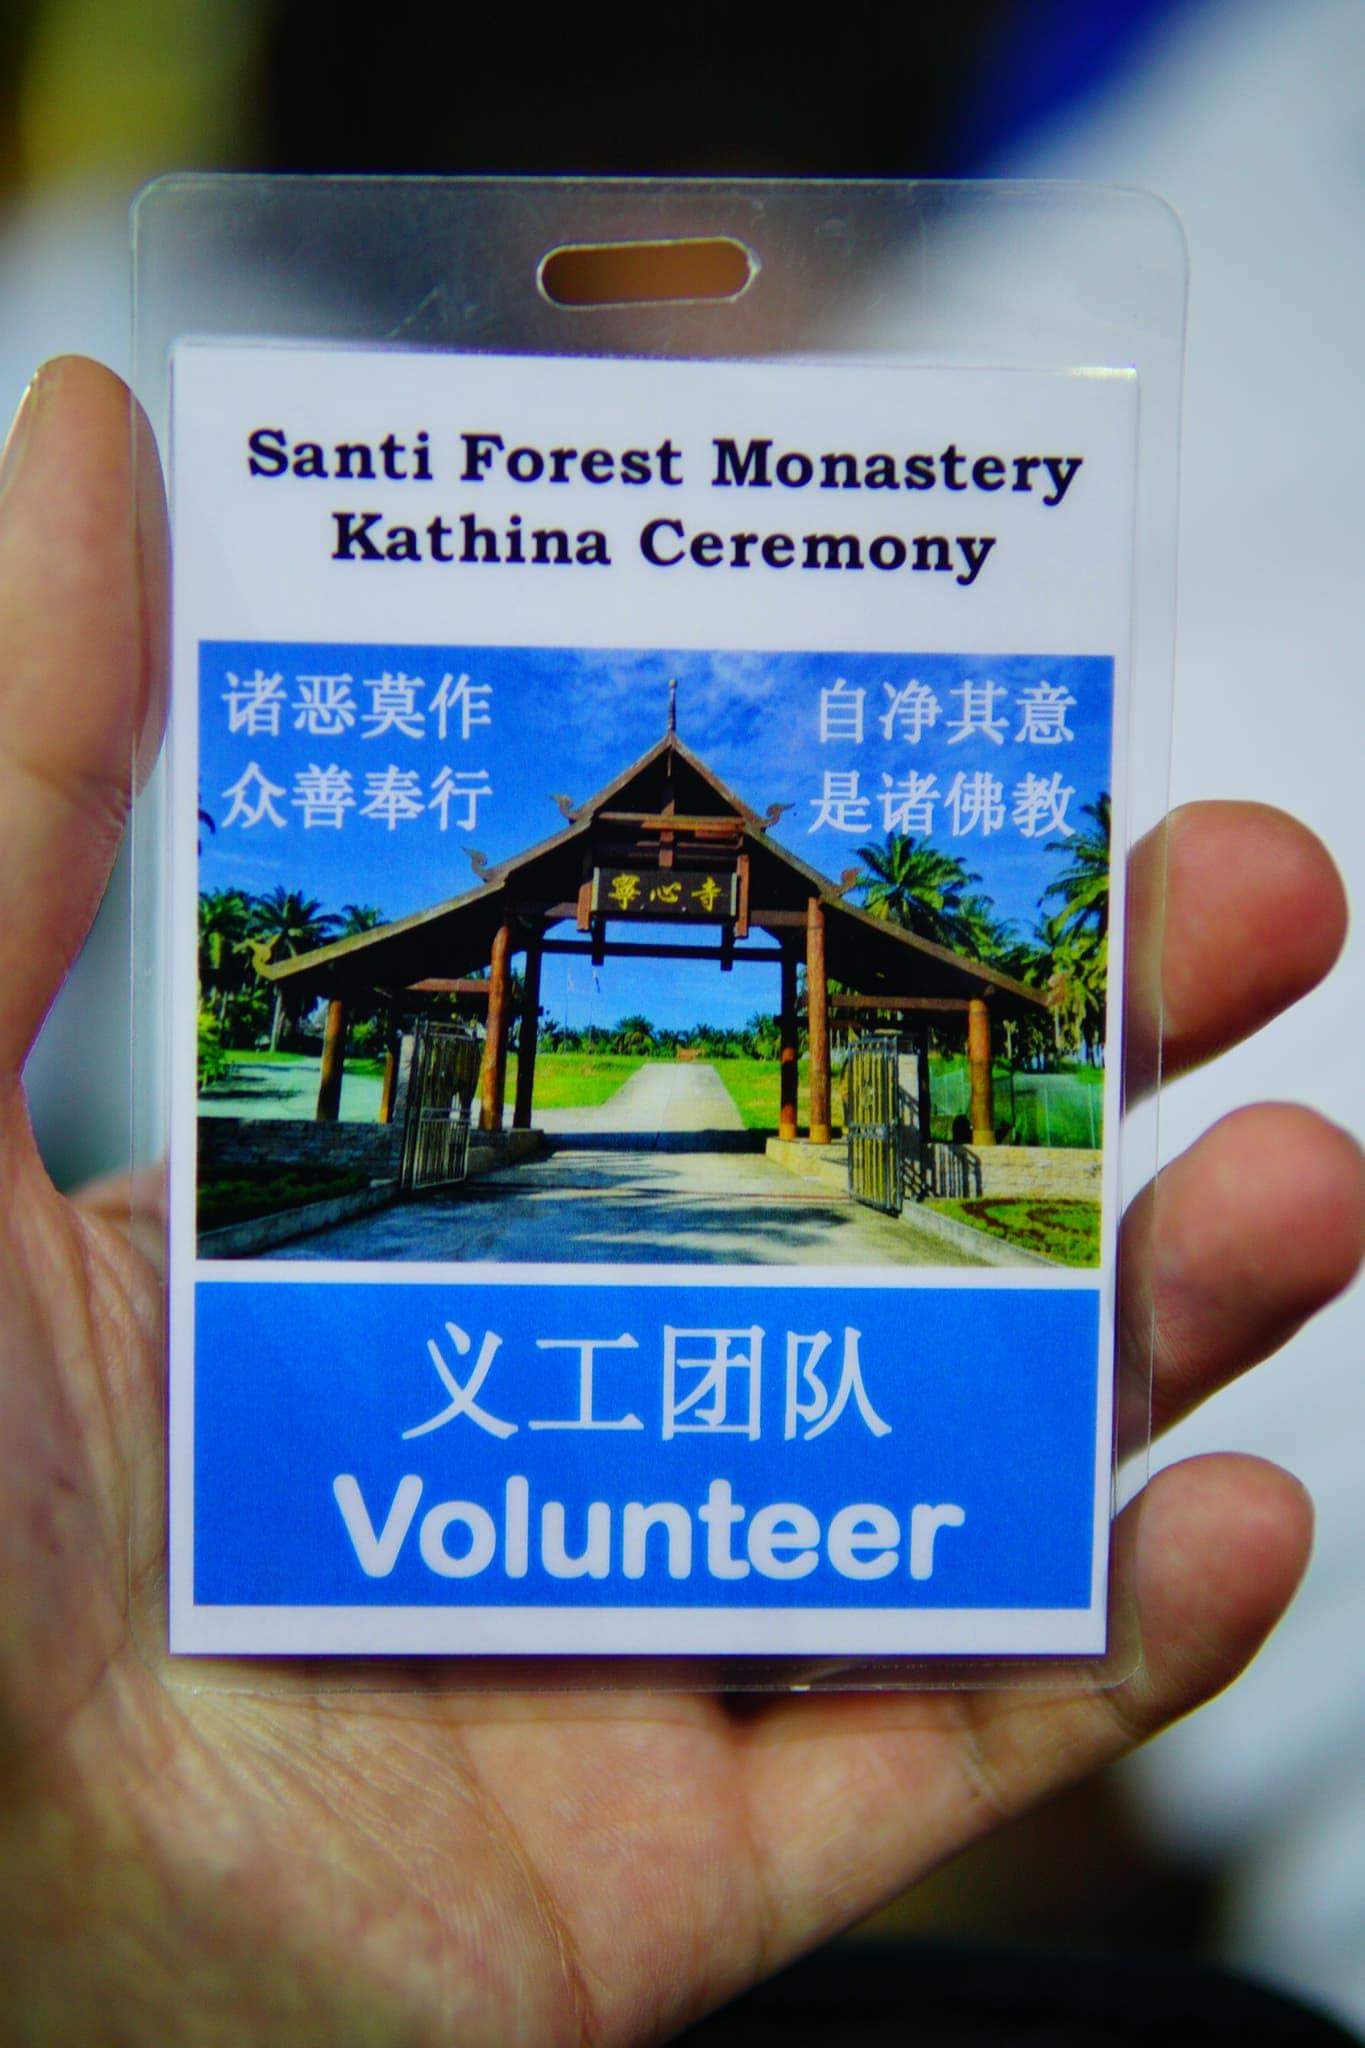 Santi Forest Monastery
Kathina Ceremony
诸恶莫作
众善奉行
自净其意
是诸佛教
寧心寺
义工团队
Volunteer